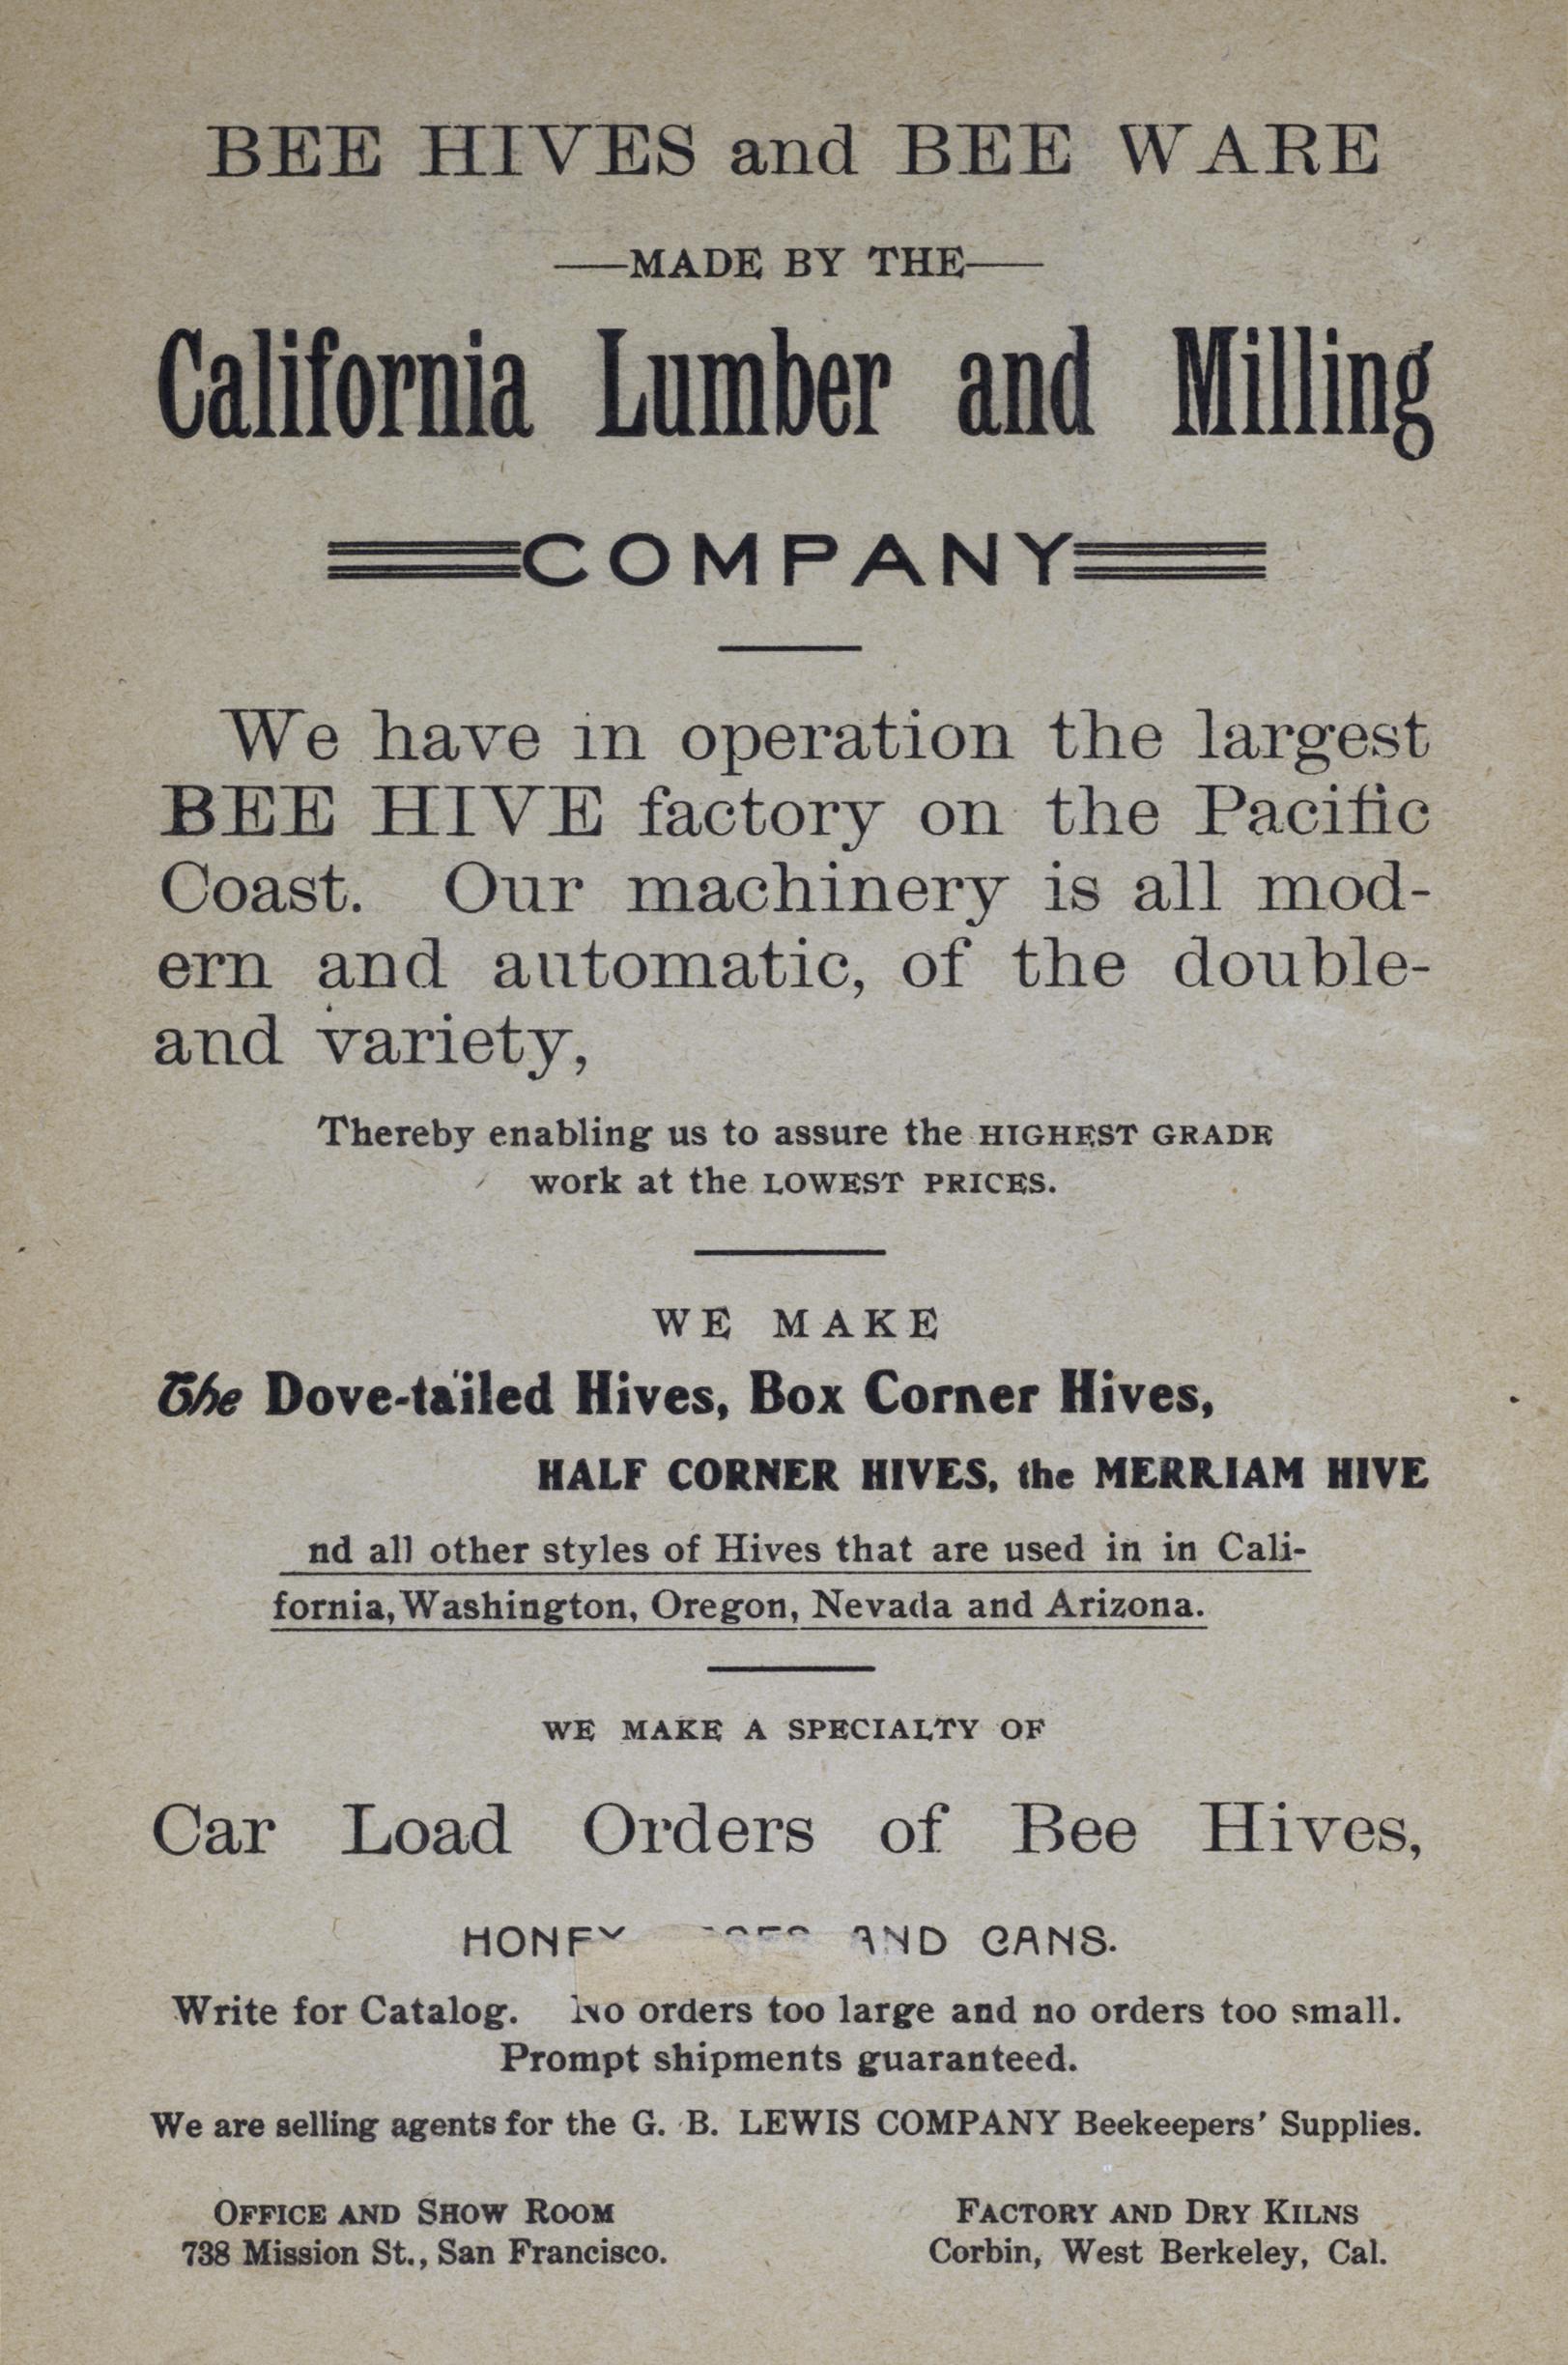 BEE HIVES and BEE WARE
—MADE BY THE—
California Lumber and Milling
COMPANY
We have in operation the largest
BEE HIVE factory on the Pacific
Coast. Our machinery is all mod-
ern and automatic, of the double-
and variety,
Thereby enabling us to assure the HIGHEST GRADE
work at the LOWEST PRICES.
WE MAKE
The Dove-tailed Hives, Box Corner Hives,
HALF CORNER HIVES, the MERRIAM HIVE
nd all other styles of Hives that are used in in Cali-
fornia, Washington, Oregon, Nevada and Arizona.
WE MAKE A SPECIALTY OF
Car Load Orders of Bee Hives,
HONEY AND CANS.
Write for Catalog. No orders too large and no orders too small.
Prompt shipments guaranteed.
We are selling agents for the G. B. LEWIS COMPANY Beekeepers' Supplies.
OFFICE AND SHOW ROOM
738 Mission St., San Francisco.
FACTORY AND DRY KILNS
Corbin, West Berkeley, Cal.